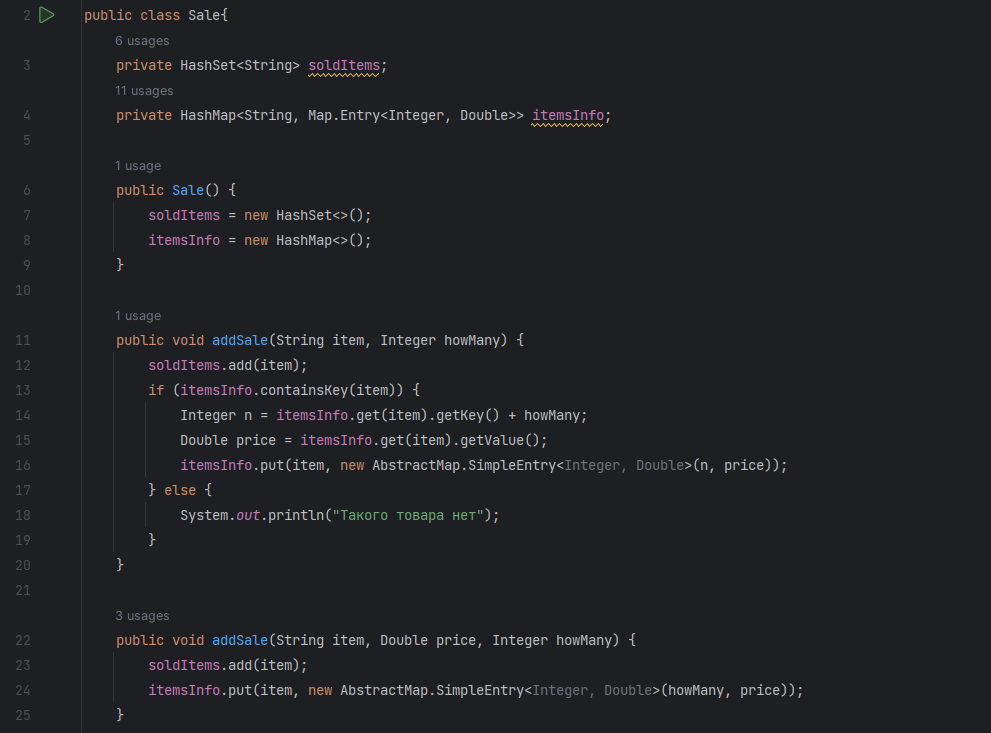 2 public class Sale{
6 usages
3 private HashSet<String> soldItems;
11 usages
4 private HashMap<String, Map.Entry<Integer, Double>> itemsInfo;
5
1 usage
6 public Sale() {
7 soldItems = new HashSet<>();
8 itemsInfo = new HashMap<>();
9 }
10
1 usage
11 public void addSale(String item, Integer howMany) {
12 soldItems.add(item);
13 if (itemsInfo.containsKey(item)) {
14 Integer n = itemsInfo.get(item).getKey() + howMany;
15 Double price = itemsInfo.get(item).getValue();
16 itemsInfo.put(item, new AbstractMap.SimpleEntry<Integer, Double>(n, price));
17 } else {
18 System.out.println("Такого товара нет");
19 }
20 }
21
3 usages
22 public void addSale(String item, Double price, Integer howMany) {
23 soldItems.add(item);
24 itemsInfo.put(item, new AbstractMap.SimpleEntry<Integer, Double>(howMany, price));
25 }